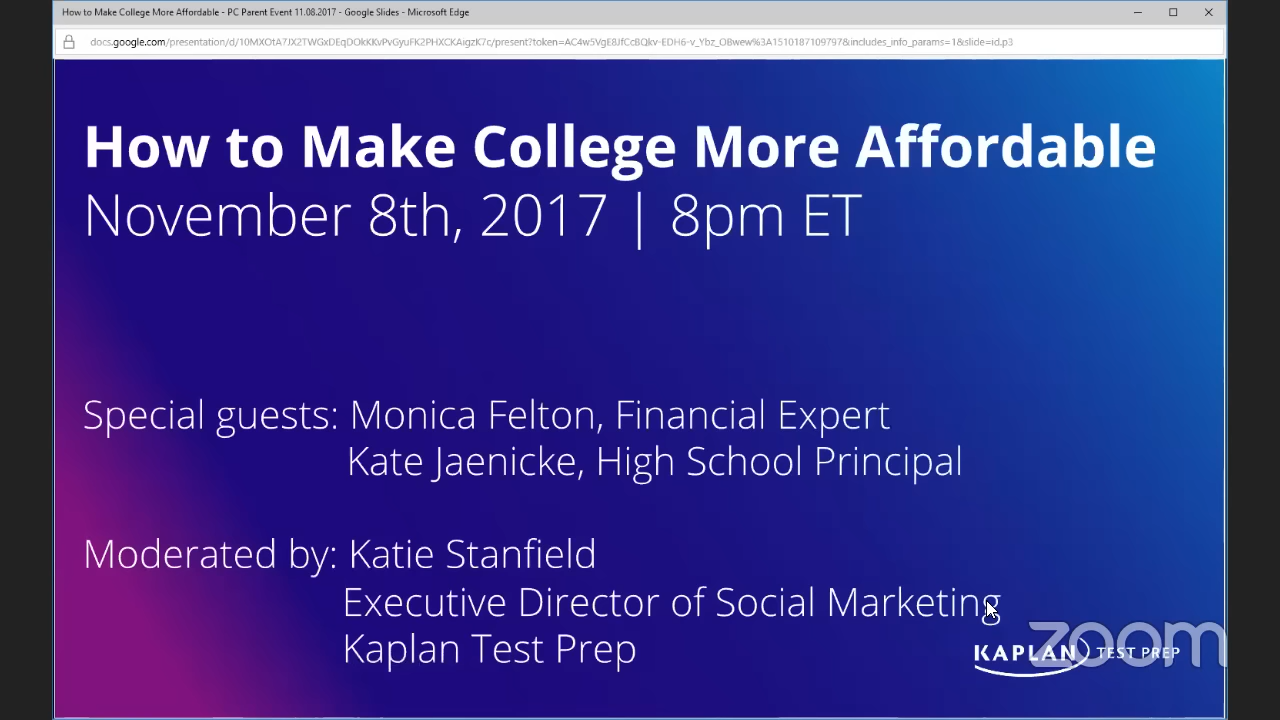 How to Make College More Affordable - PC Parent Event 11.08.2017 - Google Slides - Microsoft Edge
How to Make College More Affordable
November 8th, 2017 | 8pm ET
Special guests: Monica Felton, Financial Expert
Kate Jaenicke, High School Principal
Moderated by: Katie Stanfield
Executive Director of Social Marketing
Kaplan Test Prep
KAPLAN TEST PREP
zoom